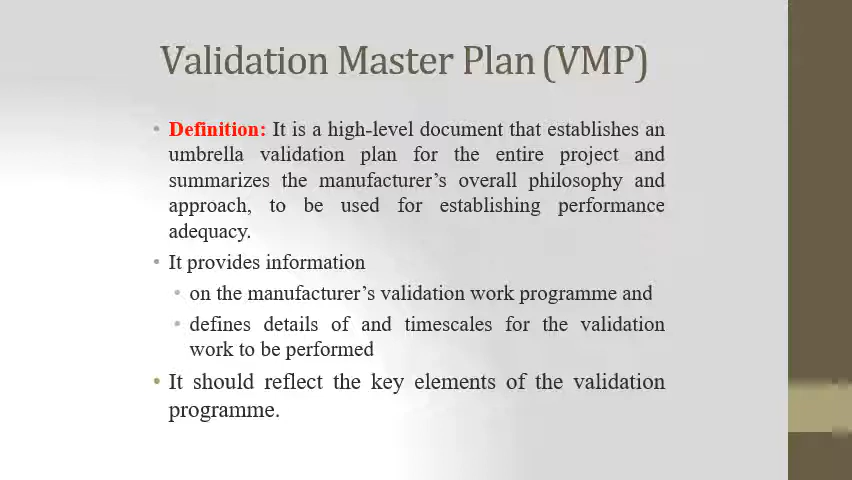 Validation Master Plan (VMP)
• Definition: It is a high-level document that establishes an
umbrella validation plan for the entire project and
summarizes the manufacturer's overall philosophy and
approach, to be used for establishing performance
adequacy.
• It provides information
• on the manufacturer's validation work programme and
• defines details of and timescales for the validation
work to be performed
• It should reflect the key elements of the validation
programme.